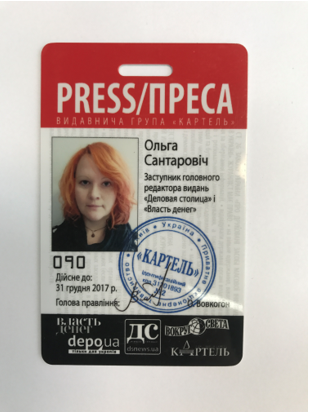 PRESS/ПРЕСА
ВИДАВНИЧА ГРУПА «КАРТЕЛЬ»
Ольга
Сантаровіч
Заступник головного
редактора видань
«Деловая столица» і
«Власть денег»
090
Дійсне до:
31 грудня 2017 р.
Голова правління:
Вовкогон
Україна
«КАРТЕЛЬ»
ВЛАСТЬ
ДЕНЕГ
depo.ua
ДС
dsnews.ua
ВОКРУГ СВЕТА
КАРТЕЛЬ